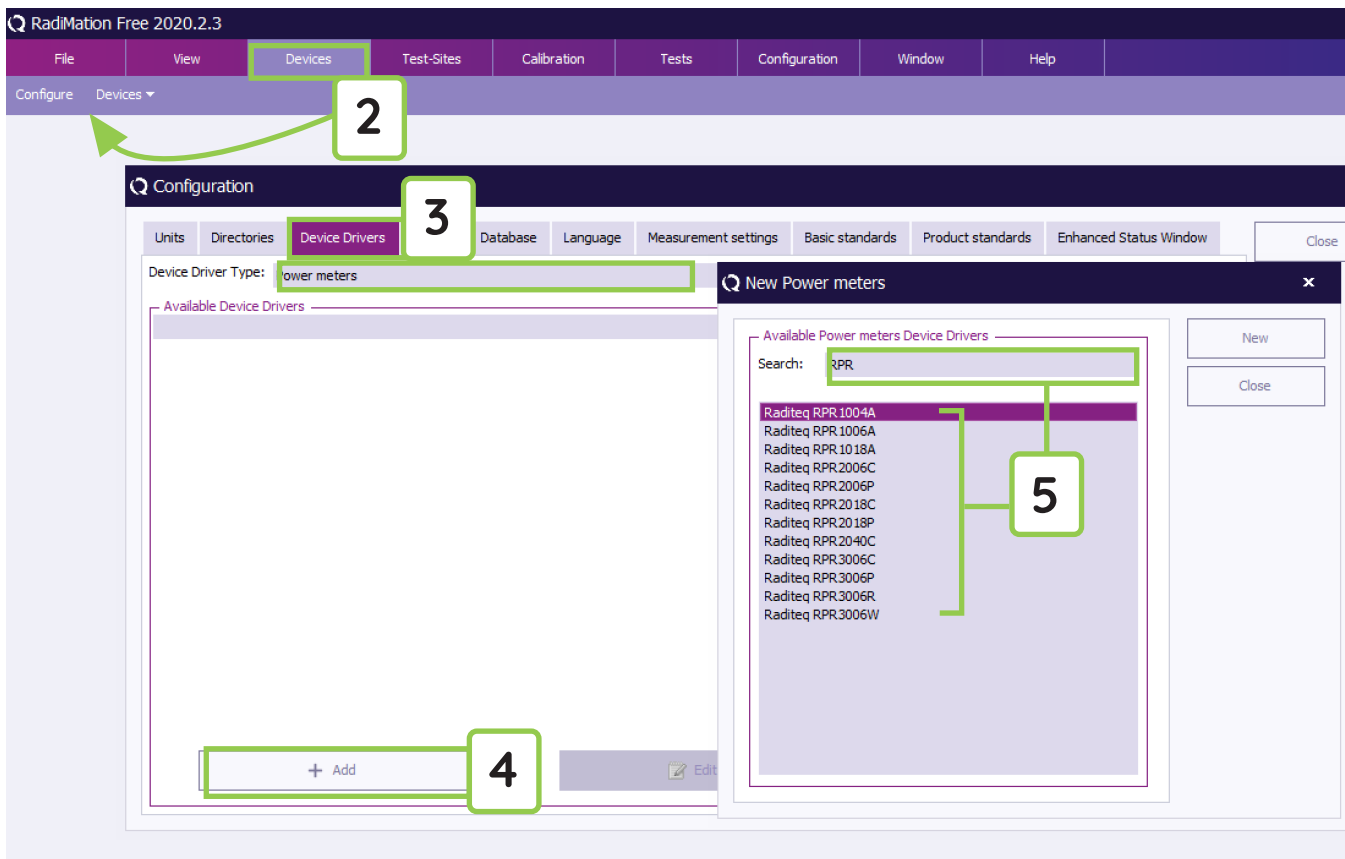 RadiMation Free 2020.2.3
File View Devices Test-Sites Calibration Tests Configuration Window Help
Configure Devices
2
Configuration
3
Units Directories Device Drivers Database Language Measurement settings Basic standards Product standards Enhanced Status Window Close
Device Driver Type: ower meters
Available Device Drivers
New Power meters
Available Power meters Device Drivers
Search: RPR
New
Close
Raditeq RPR1004A
Raditeq RPR1006A
Raditeq RPR1018A
Raditeq RPR2006C
Raditeq RPR2006P
Raditeq RPR2018C
Raditeq RPR2018P
Raditeq RPR2040C
Raditeq RPR3006C
Raditeq RPR3006P
Raditeq RPR3006R
Raditeq RPR3006W
5
+ Add
4
Edit